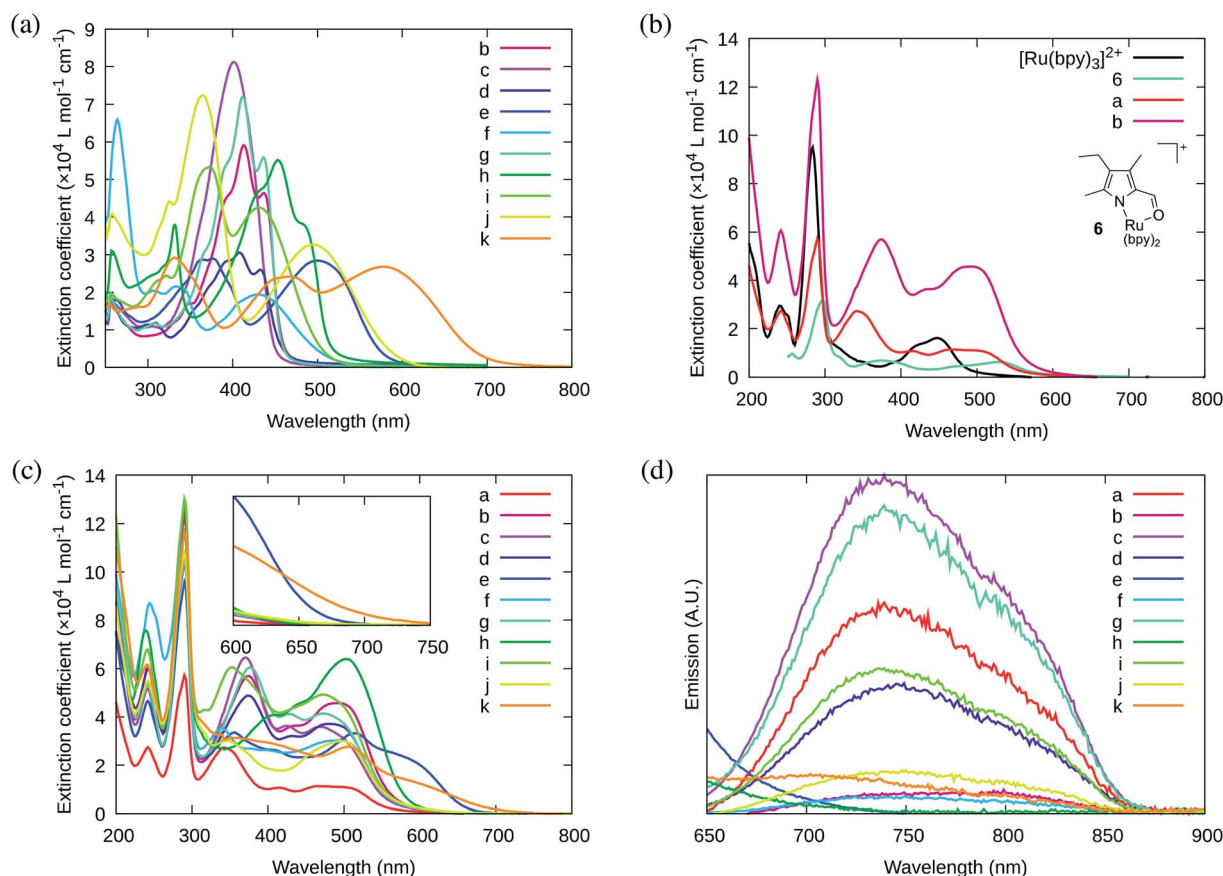 (a)
Extinction coefficient (×10⁴ L mol⁻¹ cm⁻¹)
9
8
7
6
5
4
3
2
1
0
300 400 500 600 700 800
Wavelength (nm)
b
c
d
e
f
g
h
i
j
k
(b)
Extinction coefficient (×10⁴ L mol⁻¹ cm⁻¹)
14
12
10
8
6
4
2
0
200 300 400 500 600 700 800
Wavelength (nm)
[Ru(bpy)₃]²⁺
6
a
b
+
N
O
Ru
(bpy)₂
6
(c)
Extinction coefficient (×10⁴ L mol⁻¹ cm⁻¹)
14
12
10
8
6
4
2
0
200 300 400 500 600 700 800
Wavelength (nm)
600 650 700 750
a
b
c
d
e
f
g
h
i
j
k
(d)
Emission (A.U.)
650 700 750 800 850 900
Wavelength (nm)
a
b
c
d
e
f
g
h
i
j
k